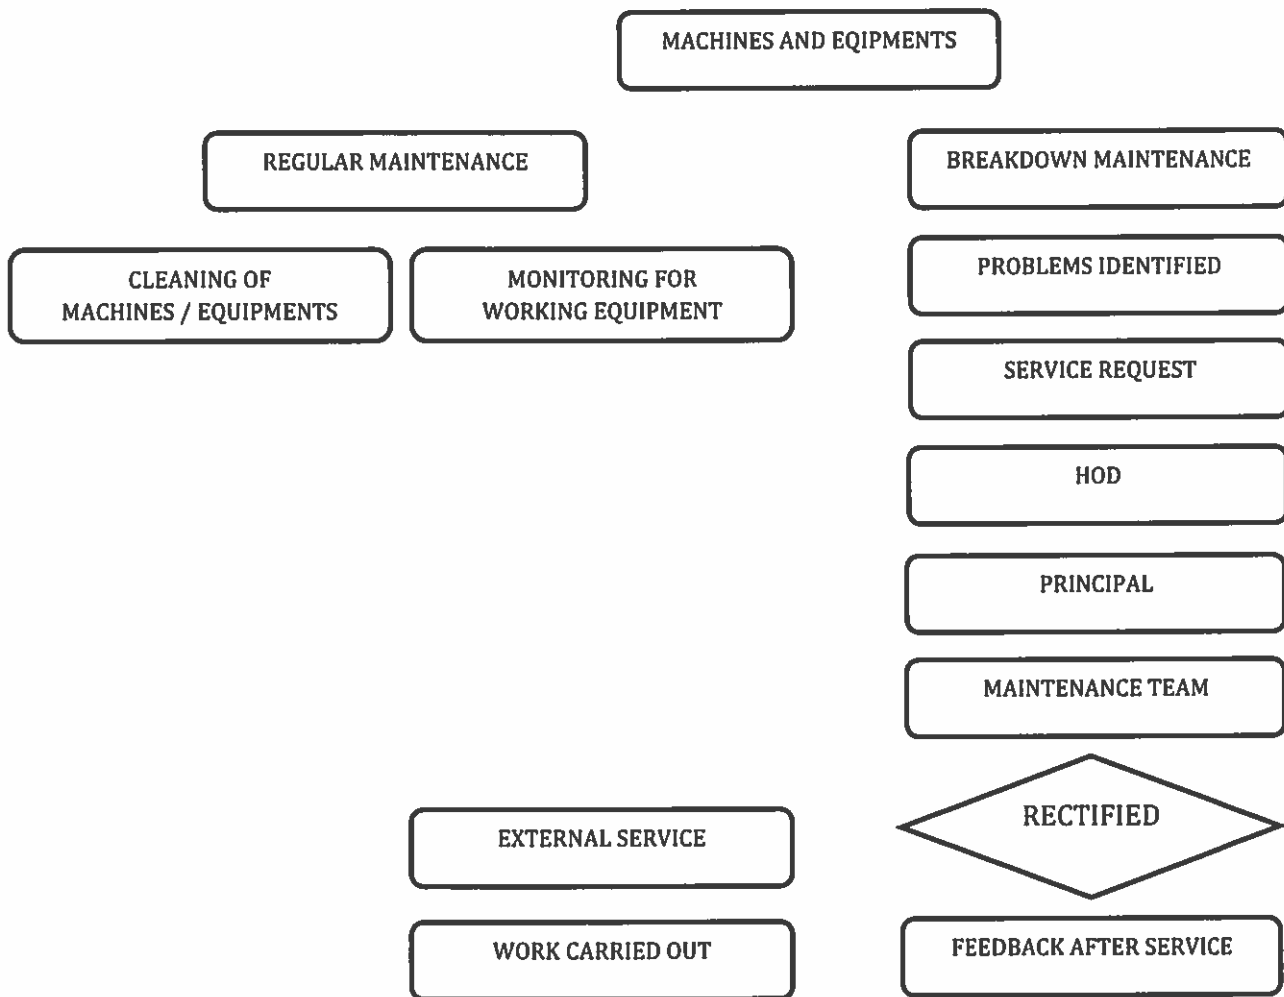 MACHINES AND EQIPMENTS
REGULAR MAINTENANCE
BREAKDOWN MAINTENANCE
CLEANING OF
MACHINES / EQUIPMENTS
MONITORING FOR
WORKING EQUIPMENT
PROBLEMS IDENTIFIED
SERVICE REQUEST
HOD
PRINCIPAL
MAINTENANCE TEAM
RECTIFIED
EXTERNAL SERVICE
WORK CARRIED OUT
FEEDBACK AFTER SERVICE